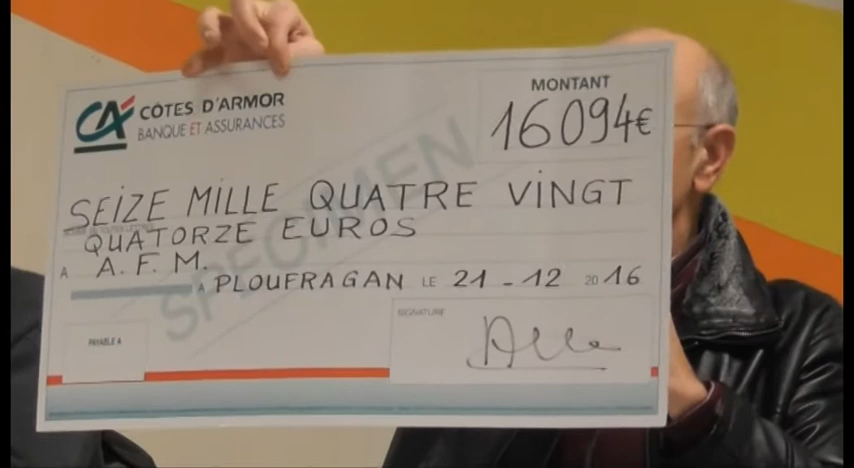 CA CÔTES D'ARMOR
BANQUE ET ASSURANCES
MONTANT
16094€
SPECIMEN
SEIZE MILLE QUATRE VINGT
QUATORZE EUROS
A A.F.M.
A PLOUFRAGAN LE 21-12 2016
SIGNATURE
PAYABLE A